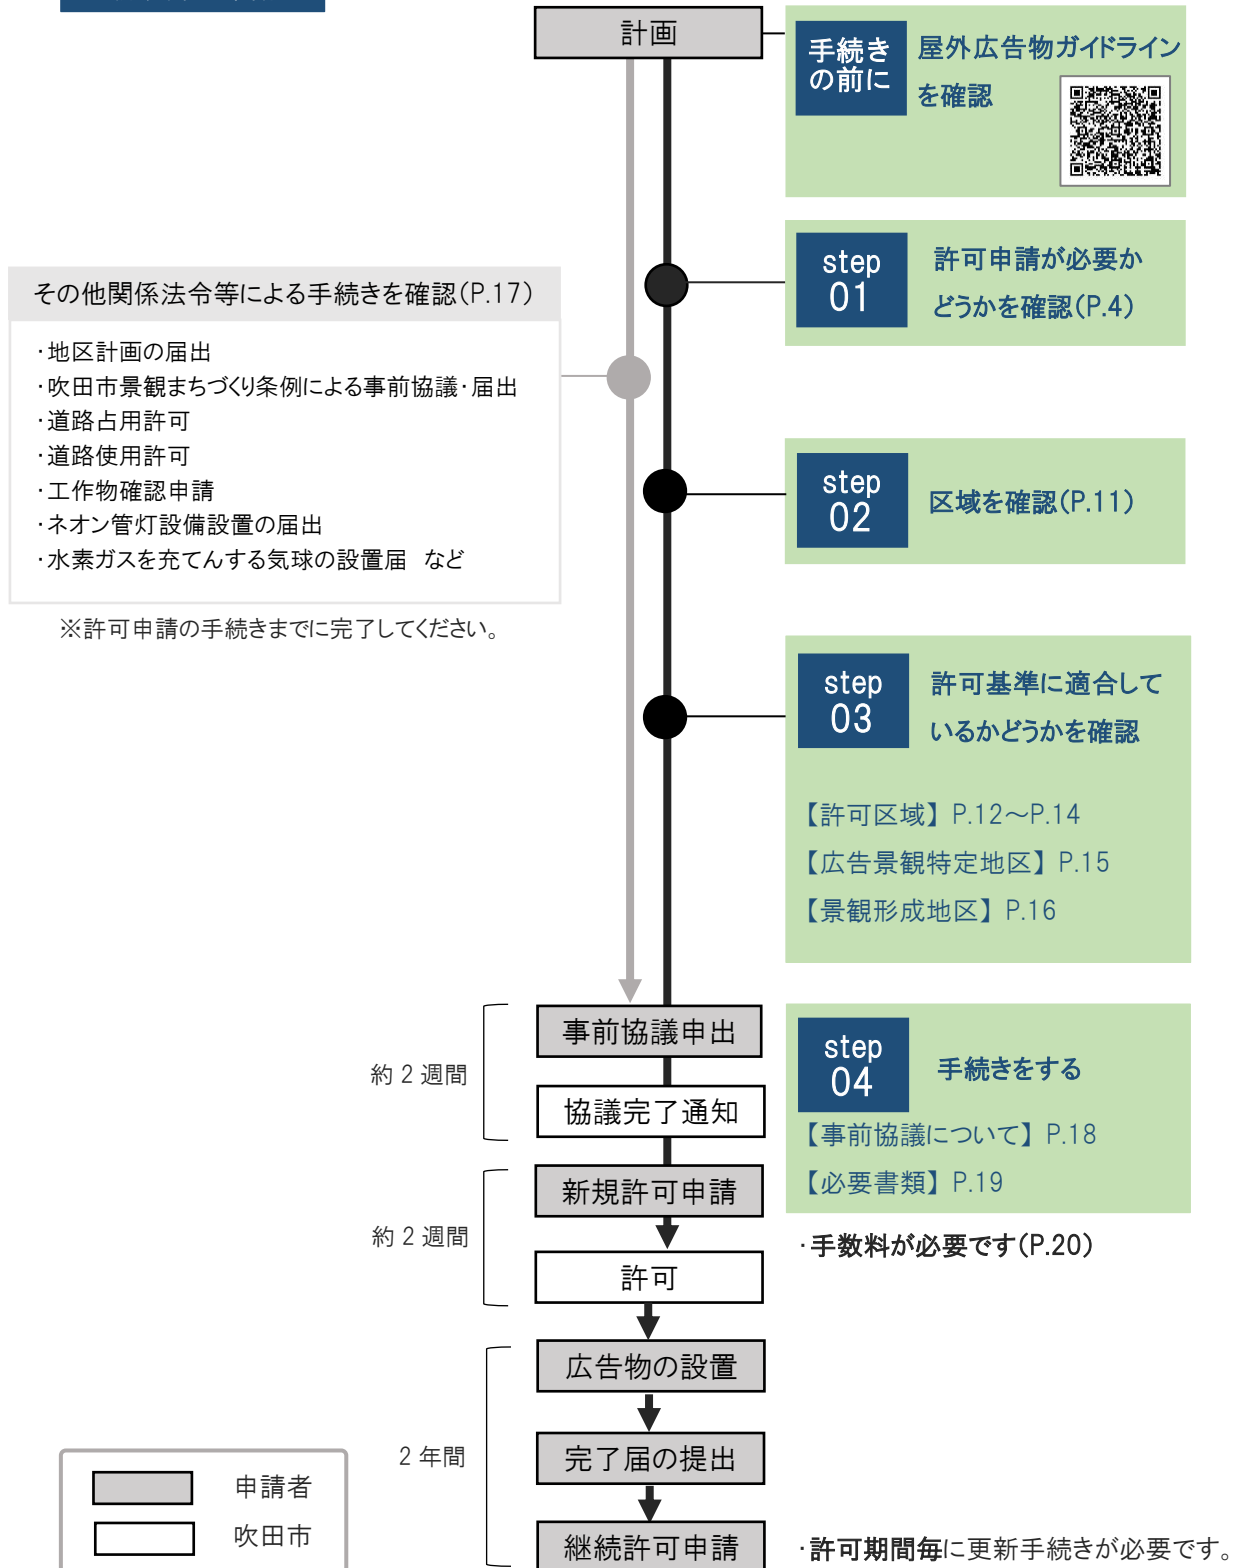 計画
手続き
の前に
屋外広告物ガイドライン
を確認
step
01
許可申請が必要か
どうかを確認(P.4)
その他関係法令等による手続きを確認(P.17)
・地区計画の届出
・吹田市景観まちづくり条例による事前協議・届出
・道路占用許可
・道路使用許可
・工作物確認申請
・ネオン管灯設備設置の届出
・水素ガスを充てんする気球の設置届 など
※許可申請の手続きまでに完了してください。
step
02
区域を確認(P.11)
step
03
許可基準に適合して
いるかどうかを確認
【許可区域】 P.12～P.14
【広告景観特定地区】 P.15
【景観形成地区】 P.16
約2週間
事前協議申出
協議完了通知
step
04
手続きをする
【事前協議について】 P.18
【必要書類】 P.19
約2週間
新規許可申請
許可
・手数料が必要です(P.20)
2年間
広告物の設置
完了届の提出
継続許可申請
・許可期間毎に更新手続きが必要です。
申請者
吹田市